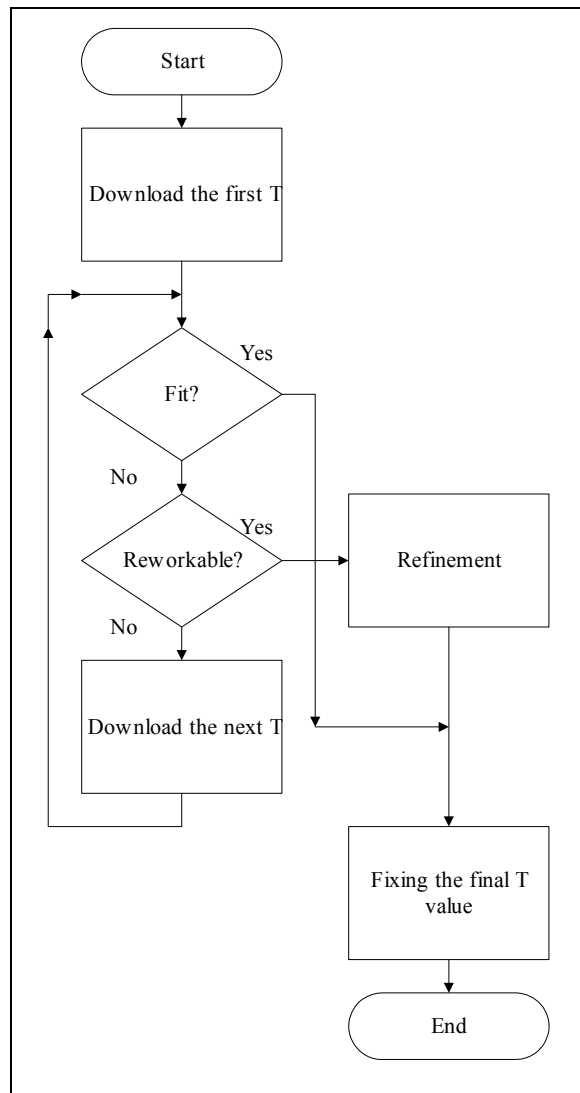 Start
Download the first T
Yes
Fit?
No
Yes
Reworkable?
Refinement
No
Download the next T
Fixing the final T
value
End